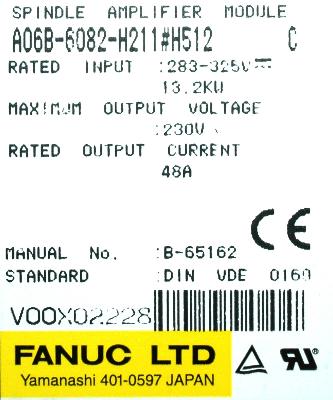 SPINDLE AMPLIFIER MODULE
A06B-6082-H211#H512 C
RATED INPUT :283-325V⎓
13.2KW
MAXIMUM OUTPUT VOLTAGE
:230V~
RATED OUTPUT CURRENT
48A
CE
MANUAL No. :B-65162
STANDARD :DIN VDE 0160
V00X02228
FANUC LTD
Yamanashi 401-0597 JAPAN